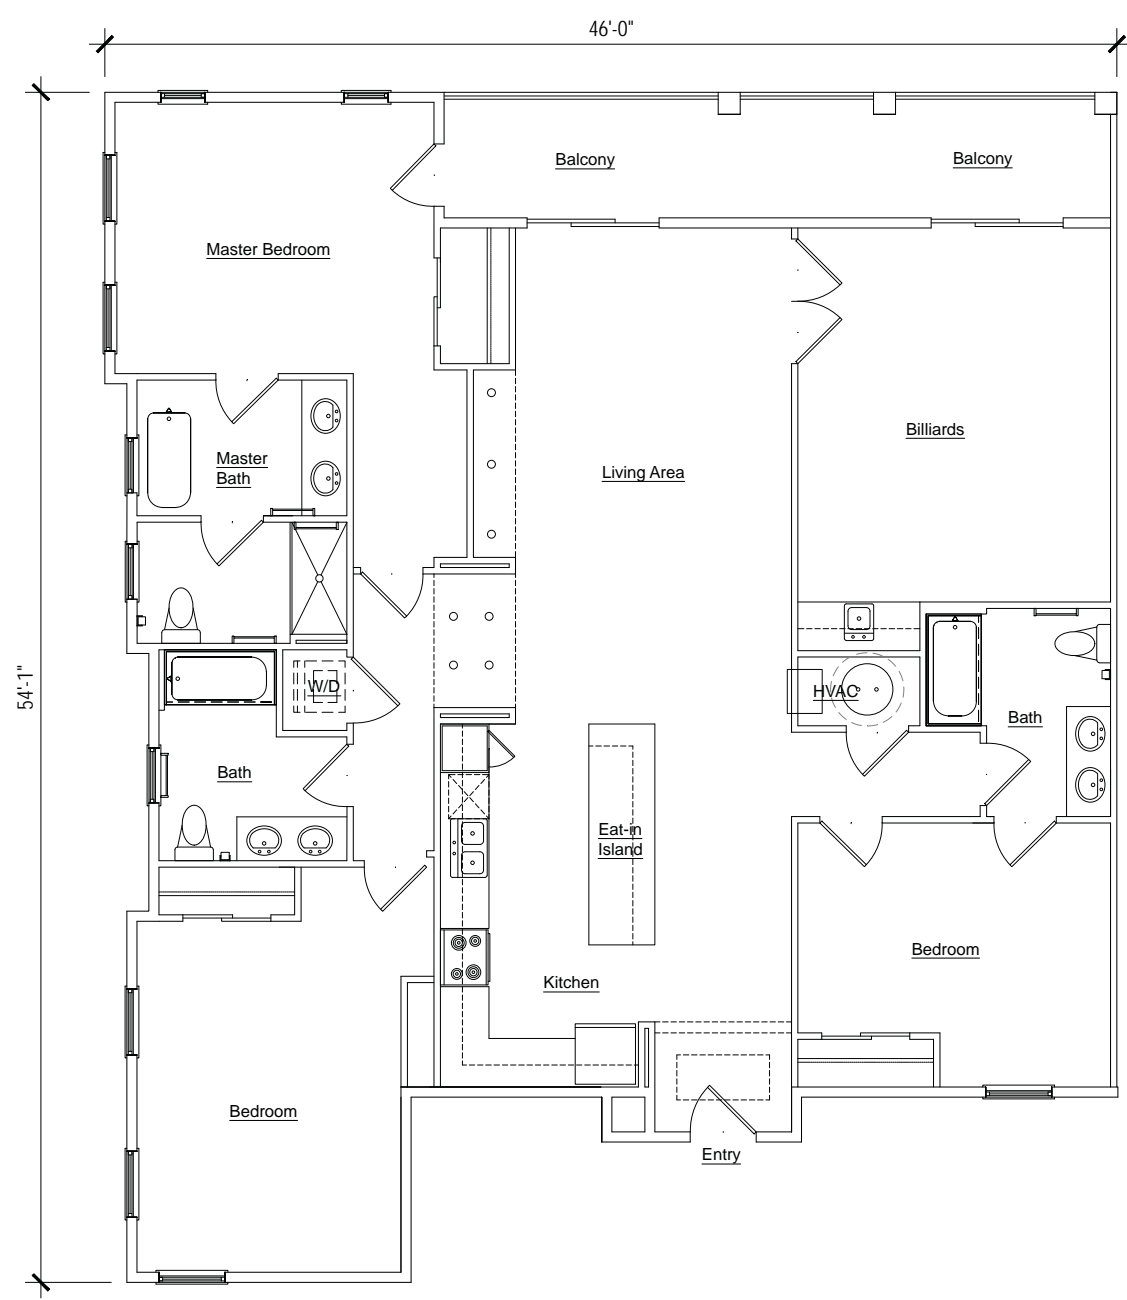 46'-0"
Balcony
Balcony
Master Bedroom
Billiards
Master
Bath
Living Area
54'-1"
W/D
HVAC
Bath
Bath
Eat-in
Island
Bedroom
Kitchen
Bedroom
Entry